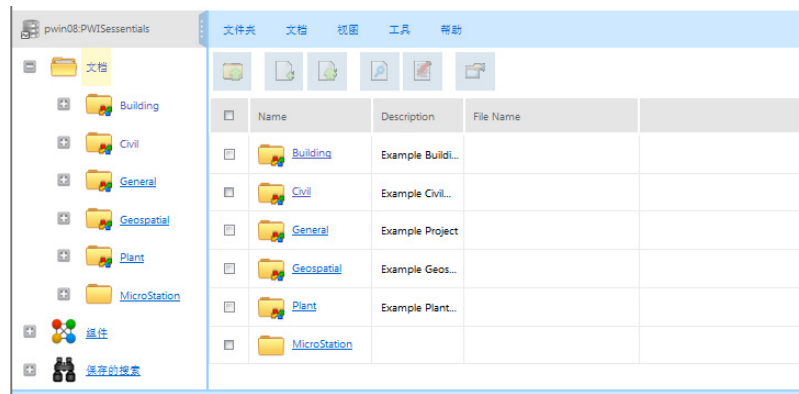 pwin08:PWISessentials
文档
Building
Civil
General
Geospatial
Plant
MicroStation
组件
保存的搜索
文件夹 文档 视图 工具 帮助
Name Description File Name
Building Example Buildi...
Civil Example Civil...
General Example Project
Geospatial Example Geos...
Plant Example Plant...
MicroStation